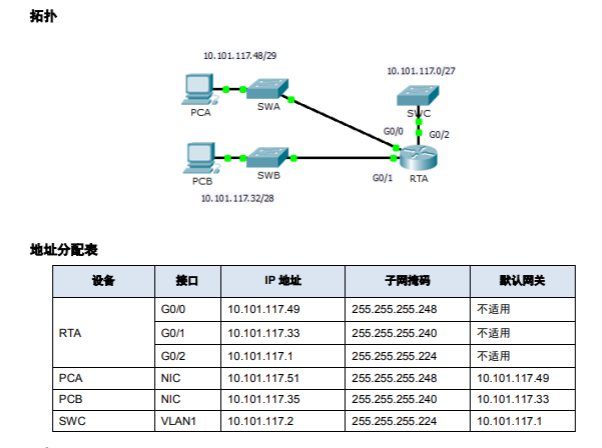 拓扑
10.101.117.48/29
10.101.117.0/27
PCA
SWA
SWC
G0/0
G0/2
PCB
SWB
G0/1
RTA
10.101.117.32/28
地址分配表
设备 接口 IP 地址 子网掩码 默认网关
RTA G0/0 10.101.117.49 255.255.255.248 不适用
G0/1 10.101.117.33 255.255.255.240 不适用
G0/2 10.101.117.1 255.255.255.224 不适用
PCA NIC 10.101.117.51 255.255.255.248 10.101.117.49
PCB NIC 10.101.117.35 255.255.255.240 10.101.117.33
SWC VLAN1 10.101.117.2 255.255.255.224 10.101.117.1